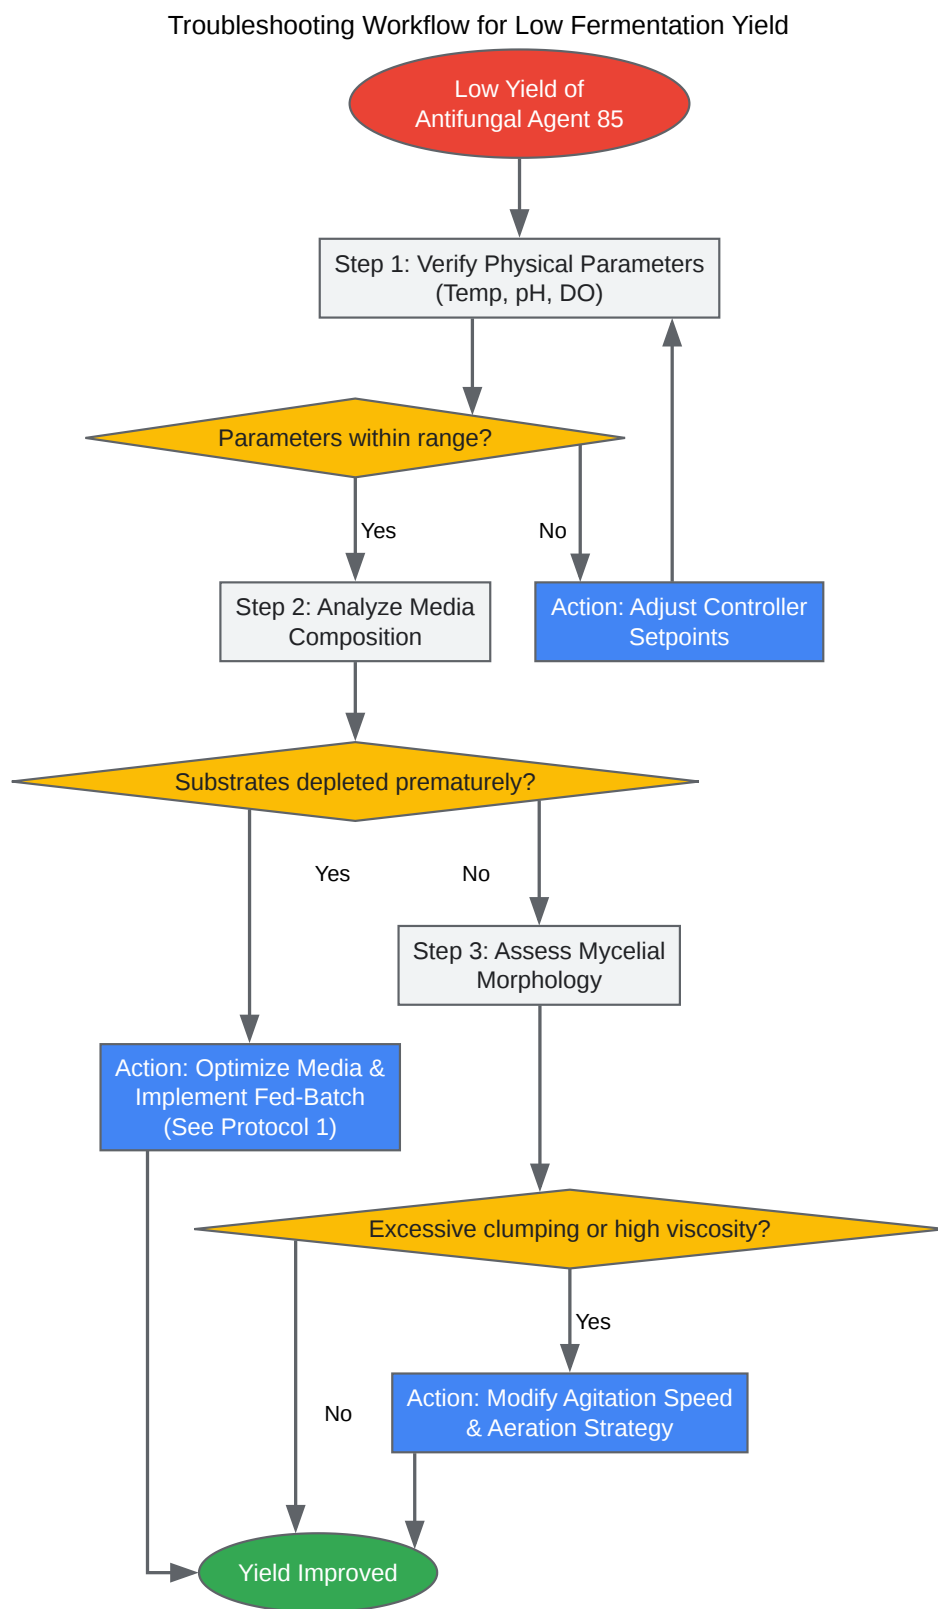 Troubleshooting Workflow for Low Fermentation Yield
Low Yield of
Antifungal Agent 85
Step 1: Verify Physical Parameters
(Temp, pH, DO)
Parameters within range?
Yes
No
Step 2: Analyze Media
Composition
Action: Adjust Controller
Setpoints
Substrates depleted prematurely?
Yes
No
Step 3: Assess Mycelial
Morphology
Action: Optimize Media &
Implement Fed-Batch
(See Protocol 1)
Excessive clumping or high viscosity?
Yes
No
Action: Modify Agitation Speed
& Aeration Strategy
Yield Improved